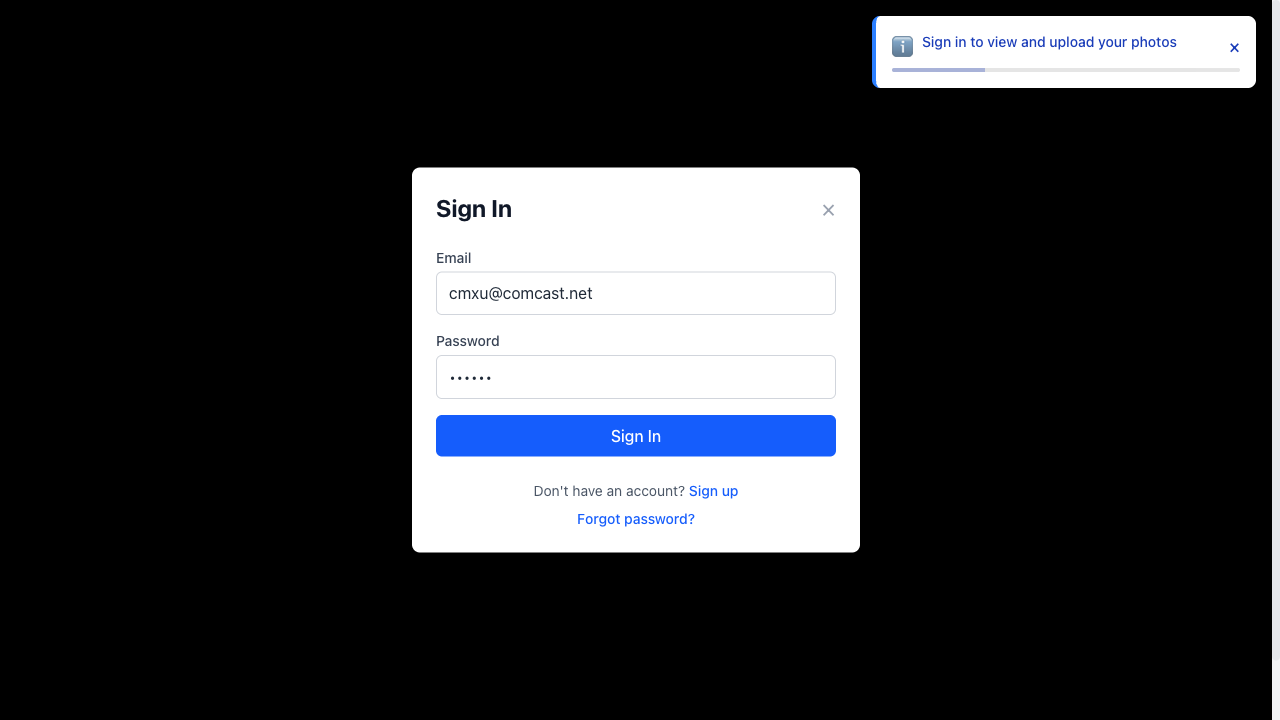 Sign in to view and upload your photos
Sign In
Email
cmxu@comcast.net
Password
••••••
Sign In
Don't have an account? Sign up
Forgot password?